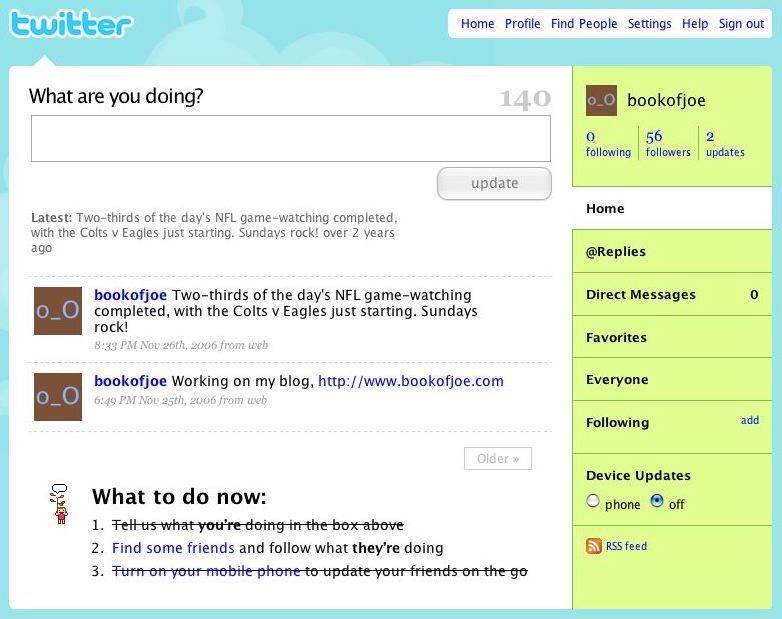 twitter
Home Profile Find People Settings Help Sign out
What are you doing? 140
update
Latest: Two-thirds of the day's NFL game-watching completed,
with the Colts v Eagles just starting. Sundays rock! over 2 years
ago
o_O
bookofjoe Two-thirds of the day's NFL game-watching
completed, with the Colts v Eagles just starting. Sundays
rock!
8:33 PM Nov 26th, 2006 from web
o_O
bookofjoe Working on my blog, http://www.bookofjoe.com
6:49 PM Nov 25th, 2006 from web
Older »
What to do now:
1. Tell us what you're doing in the box above
2. Find some friends and follow what they're doing
3. Turn on your mobile phone to update your friends on the go
o_O bookofjoe
0 56 2
following followers updates
Home
@Replies
Direct Messages 0
Favorites
Everyone
Following add
Device Updates
phone off
RSS feed